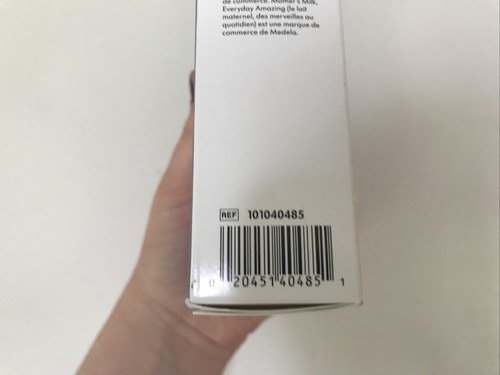 de commerce. Mother's Milk,
Everyday Amazing (le lait
maternel, des merveilles au
quotidien) est une marque de
commerce de Medela.
REF 101040485
0 20451 40485 1